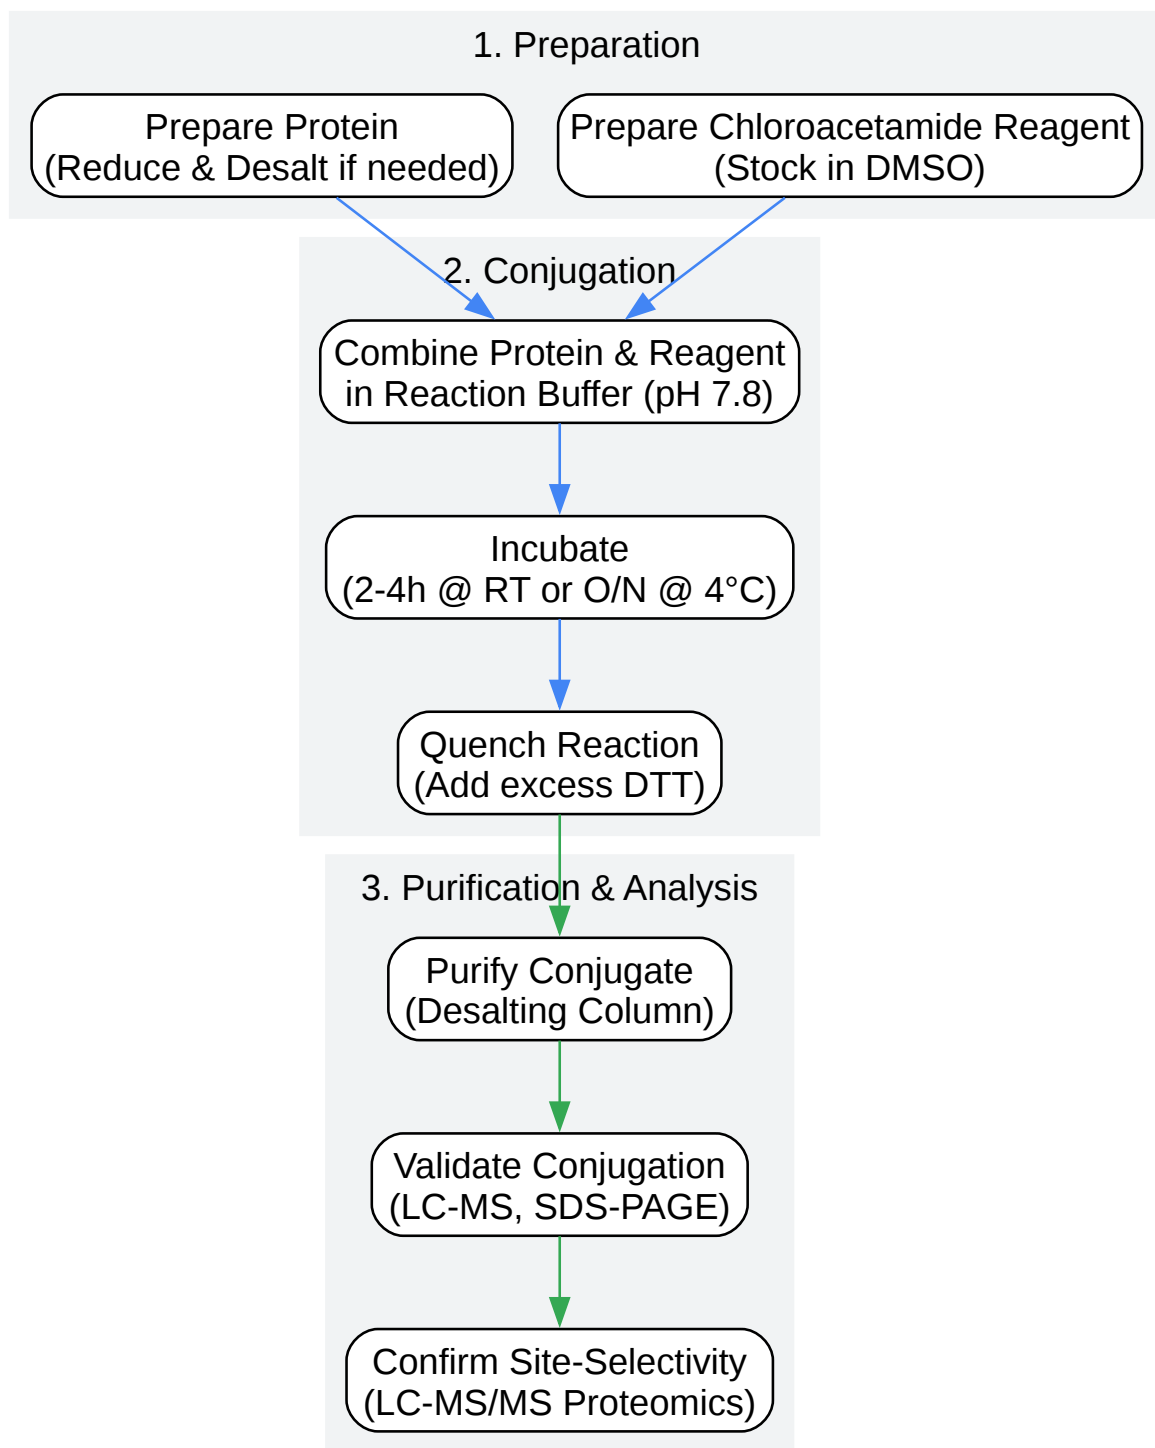 1. Preparation
Prepare Protein
(Reduce & Desalt if needed)
Prepare Chloroacetamide Reagent
(Stock in DMSO)
2. Conjugation
Combine Protein & Reagent
in Reaction Buffer (pH 7.8)
Incubate
(2-4h @ RT or O/N @ 4°C)
Quench Reaction
(Add excess DTT)
3. Purification & Analysis
Purify Conjugate
(Desalting Column)
Validate Conjugation
(LC-MS, SDS-PAGE)
Confirm Site-Selectivity
(LC-MS/MS Proteomics)